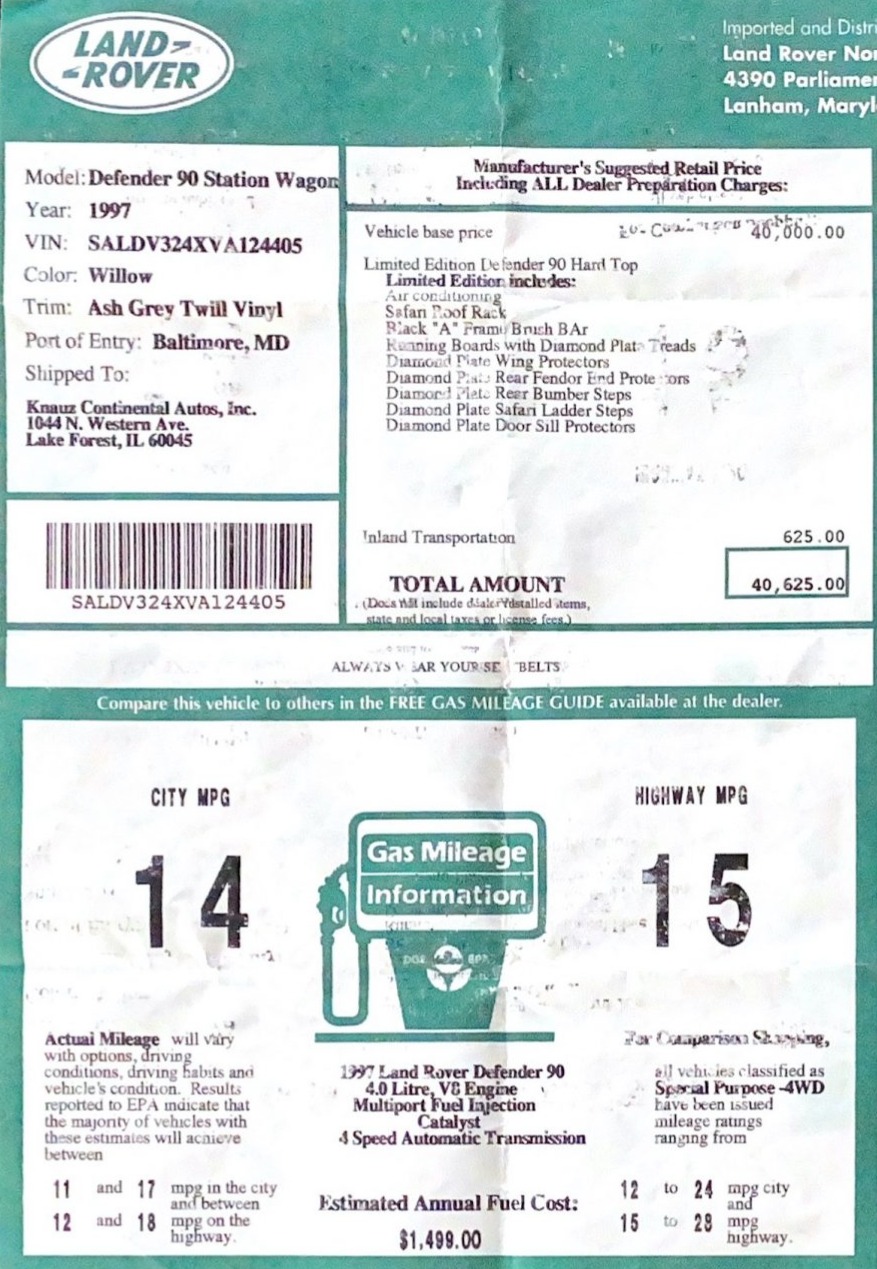 LAND-
-ROVER
Imported and Distri
Land Rover Nor
4390 Parliamen
Lanham, Maryl
Model: Defender 90 Station Wagon
Year: 1997
VIN: SALDV324XVA124405
Color: Willow
Trim: Ash Grey Twill Vinyl
Port of Entry: Baltimore, MD
Shipped To:
Knauz Continental Autos, Inc.
1044 N. Western Ave.
Lake Forest, IL 60045
SALDV324XVA124405
Manufacturer's Suggested Retail Price
Including ALL Dealer Preparation Charges:
Vehicle base price 40,000.00
Limited Edition Defender 90 Hard Top
Limited Edition includes:
Air conditioning
Safari Roof Rack
Black "A" Frame Brush BAr
Running Boards with Diamond Plate Treads
Diamond Plate Wing Protectors
Diamond Plate Rear Fendor End Protectors
Diamond Plate Rear Bumber Steps
Diamond Plate Safari Ladder Steps
Diamond Plate Door Sill Protectors
Inland Transportation 625.00
TOTAL AMOUNT 40,625.00
(Does not include dealer installed items,
state and local taxes or license fees.)
ALWAYS WEAR YOUR SEATBELTS
Compare this vehicle to others in the FREE GAS MILEAGE GUIDE available at the dealer.
CITY MPG
14
Gas Mileage
Information
DOE EPA
HIGHWAY MPG
15
Actual Mileage will vary
with options, driving
conditions, driving habits and
vehicle's condition. Results
reported to EPA indicate that
the majority of vehicles with
these estimates will achieve
between
11 and 17 mpg in the city
and between
12 and 18 mpg on the
highway.
1997 Land Rover Defender 90
4.0 Litre, V8 Engine
Multiport Fuel Injection
Catalyst
4 Speed Automatic Transmission
Estimated Annual Fuel Cost:
$1,499.00
For Comparison Shopping,
all vehicles classified as
Special Purpose -4WD
have been issued
mileage ratings
ranging from
12 to 24 mpg city
and
15 to 28 mpg
highway.